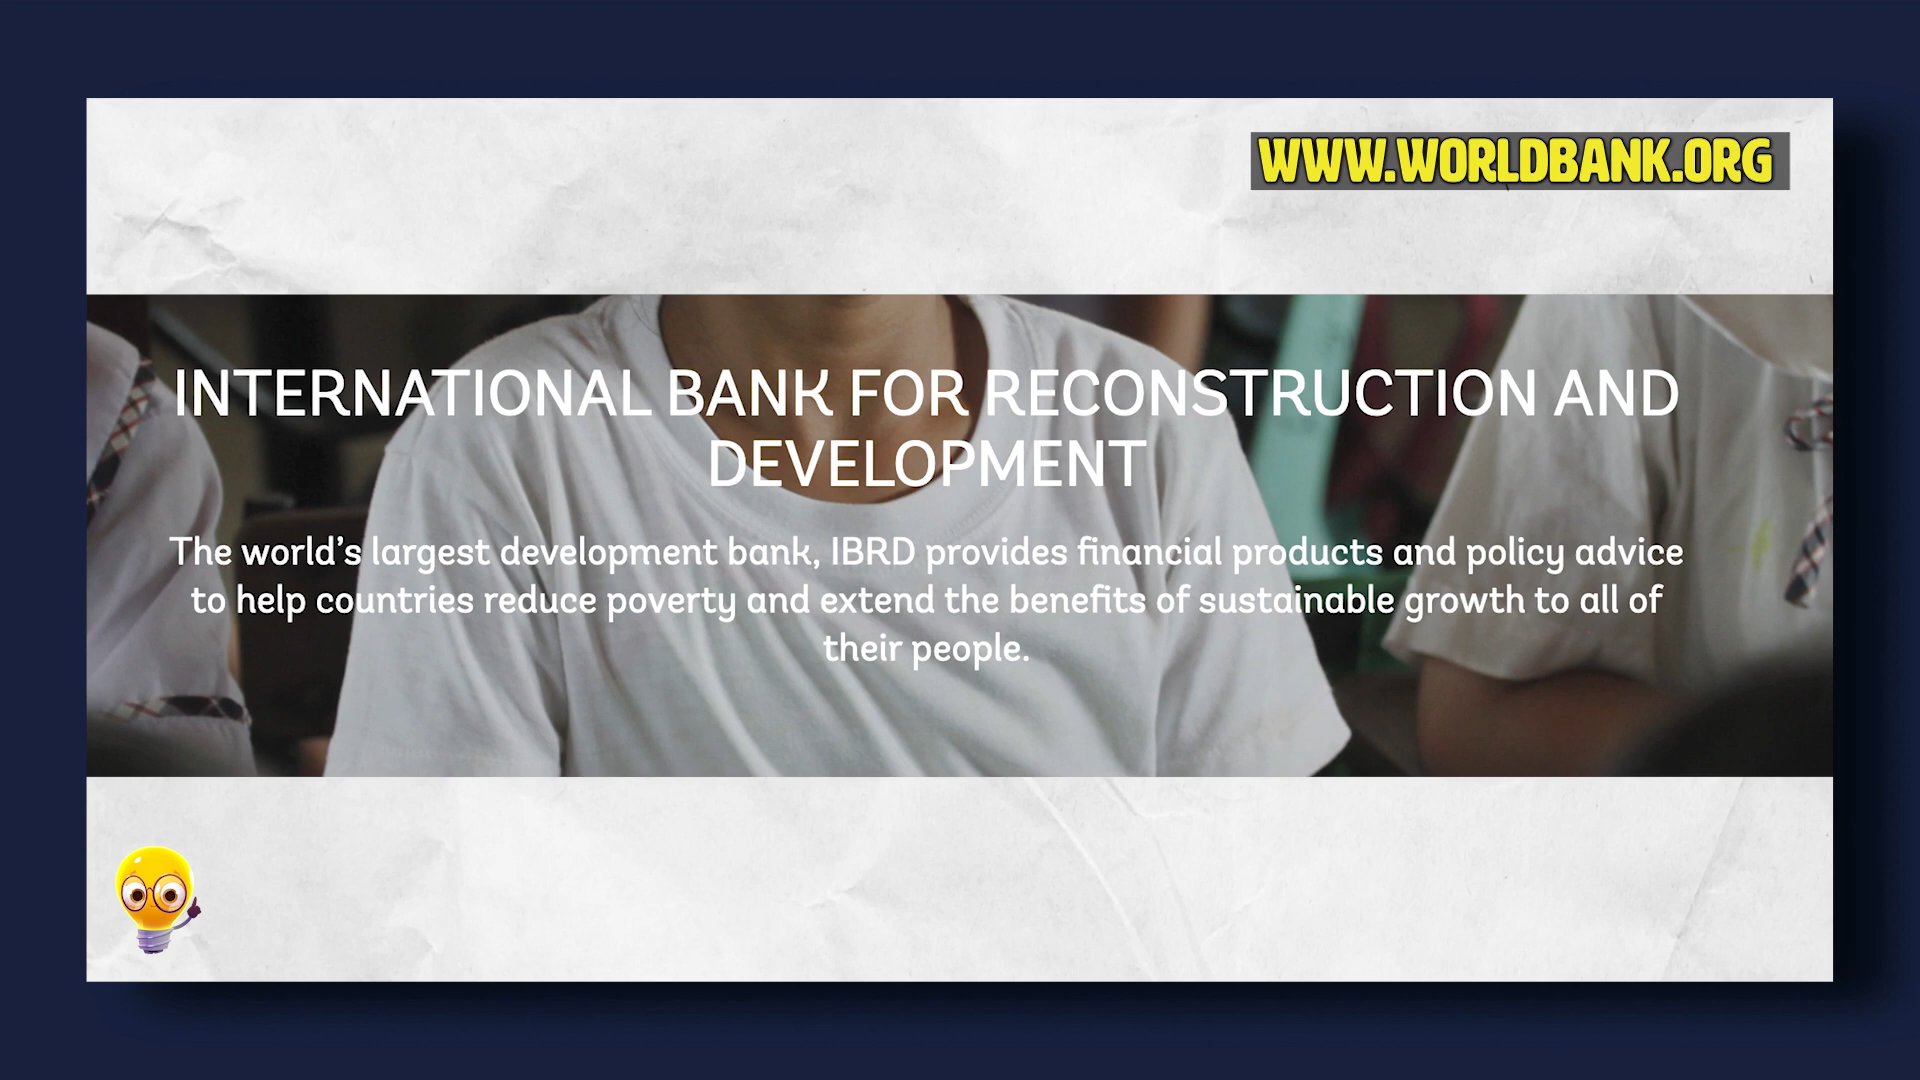 WWW.WORLDBANK.ORG
INTERNATIONAL BANK FOR RECONSTRUCTION AND
DEVELOPMENT
The world’s largest development bank, IBRD provides financial products and policy advice
to help countries reduce poverty and extend the benefits of sustainable growth to all of
their people.